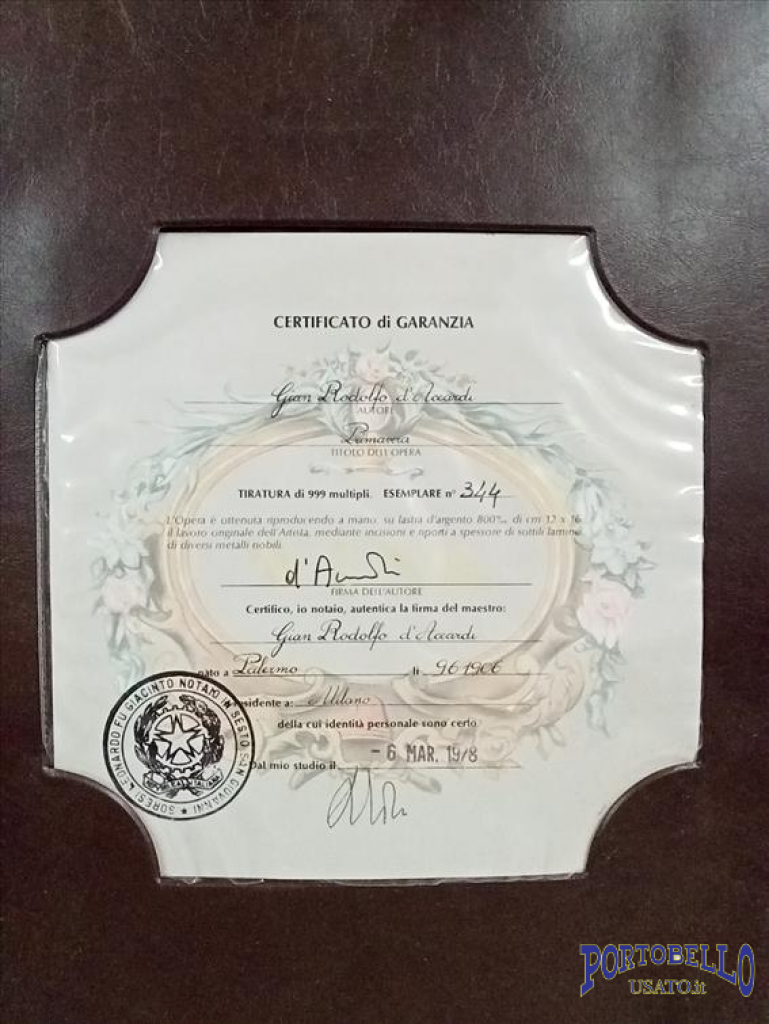 CERTIFICATO di GARANZIA
Gian Rodolfo d'Accardi
AUTORE
Primavera
TITOLO DELL'OPERA
TIRATURA di 999 multipli. ESEMPLARE n° 344
L'Opera è ottenuta riproducendo a mano su lastra d'argento 800‰ di cm 12 x 16
il lavoro originale dell'Artista, mediante incisioni e riporti a spessore di sottili lamine
di diversi metalli nobili.
d'Accardi
FIRMA DELL'AUTORE
Certifico, io notaio, autentica la firma del maestro:
Gian Rodolfo d'Accardi
nato a Palermo li 961906
residente a: Milano
della cui identità personale sono certo
Dal mio studio il - 6 MAR. 1978
SORESI LEONARDO FU GIACINTO NOTAIO IN SESTO SAN GIOVANNI
PORTOBELLO
USATO.it